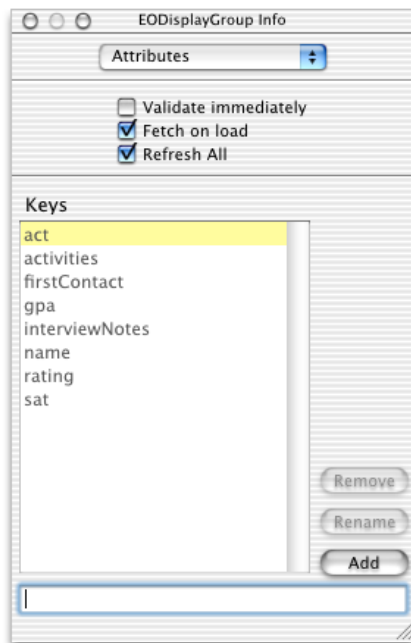 EODisplayGroup Info
Attributes
Validate immediately
Fetch on load
Refresh All
Keys
act
activities
firstContact
gpa
interviewNotes
name
rating
sat
Remove
Rename
Add